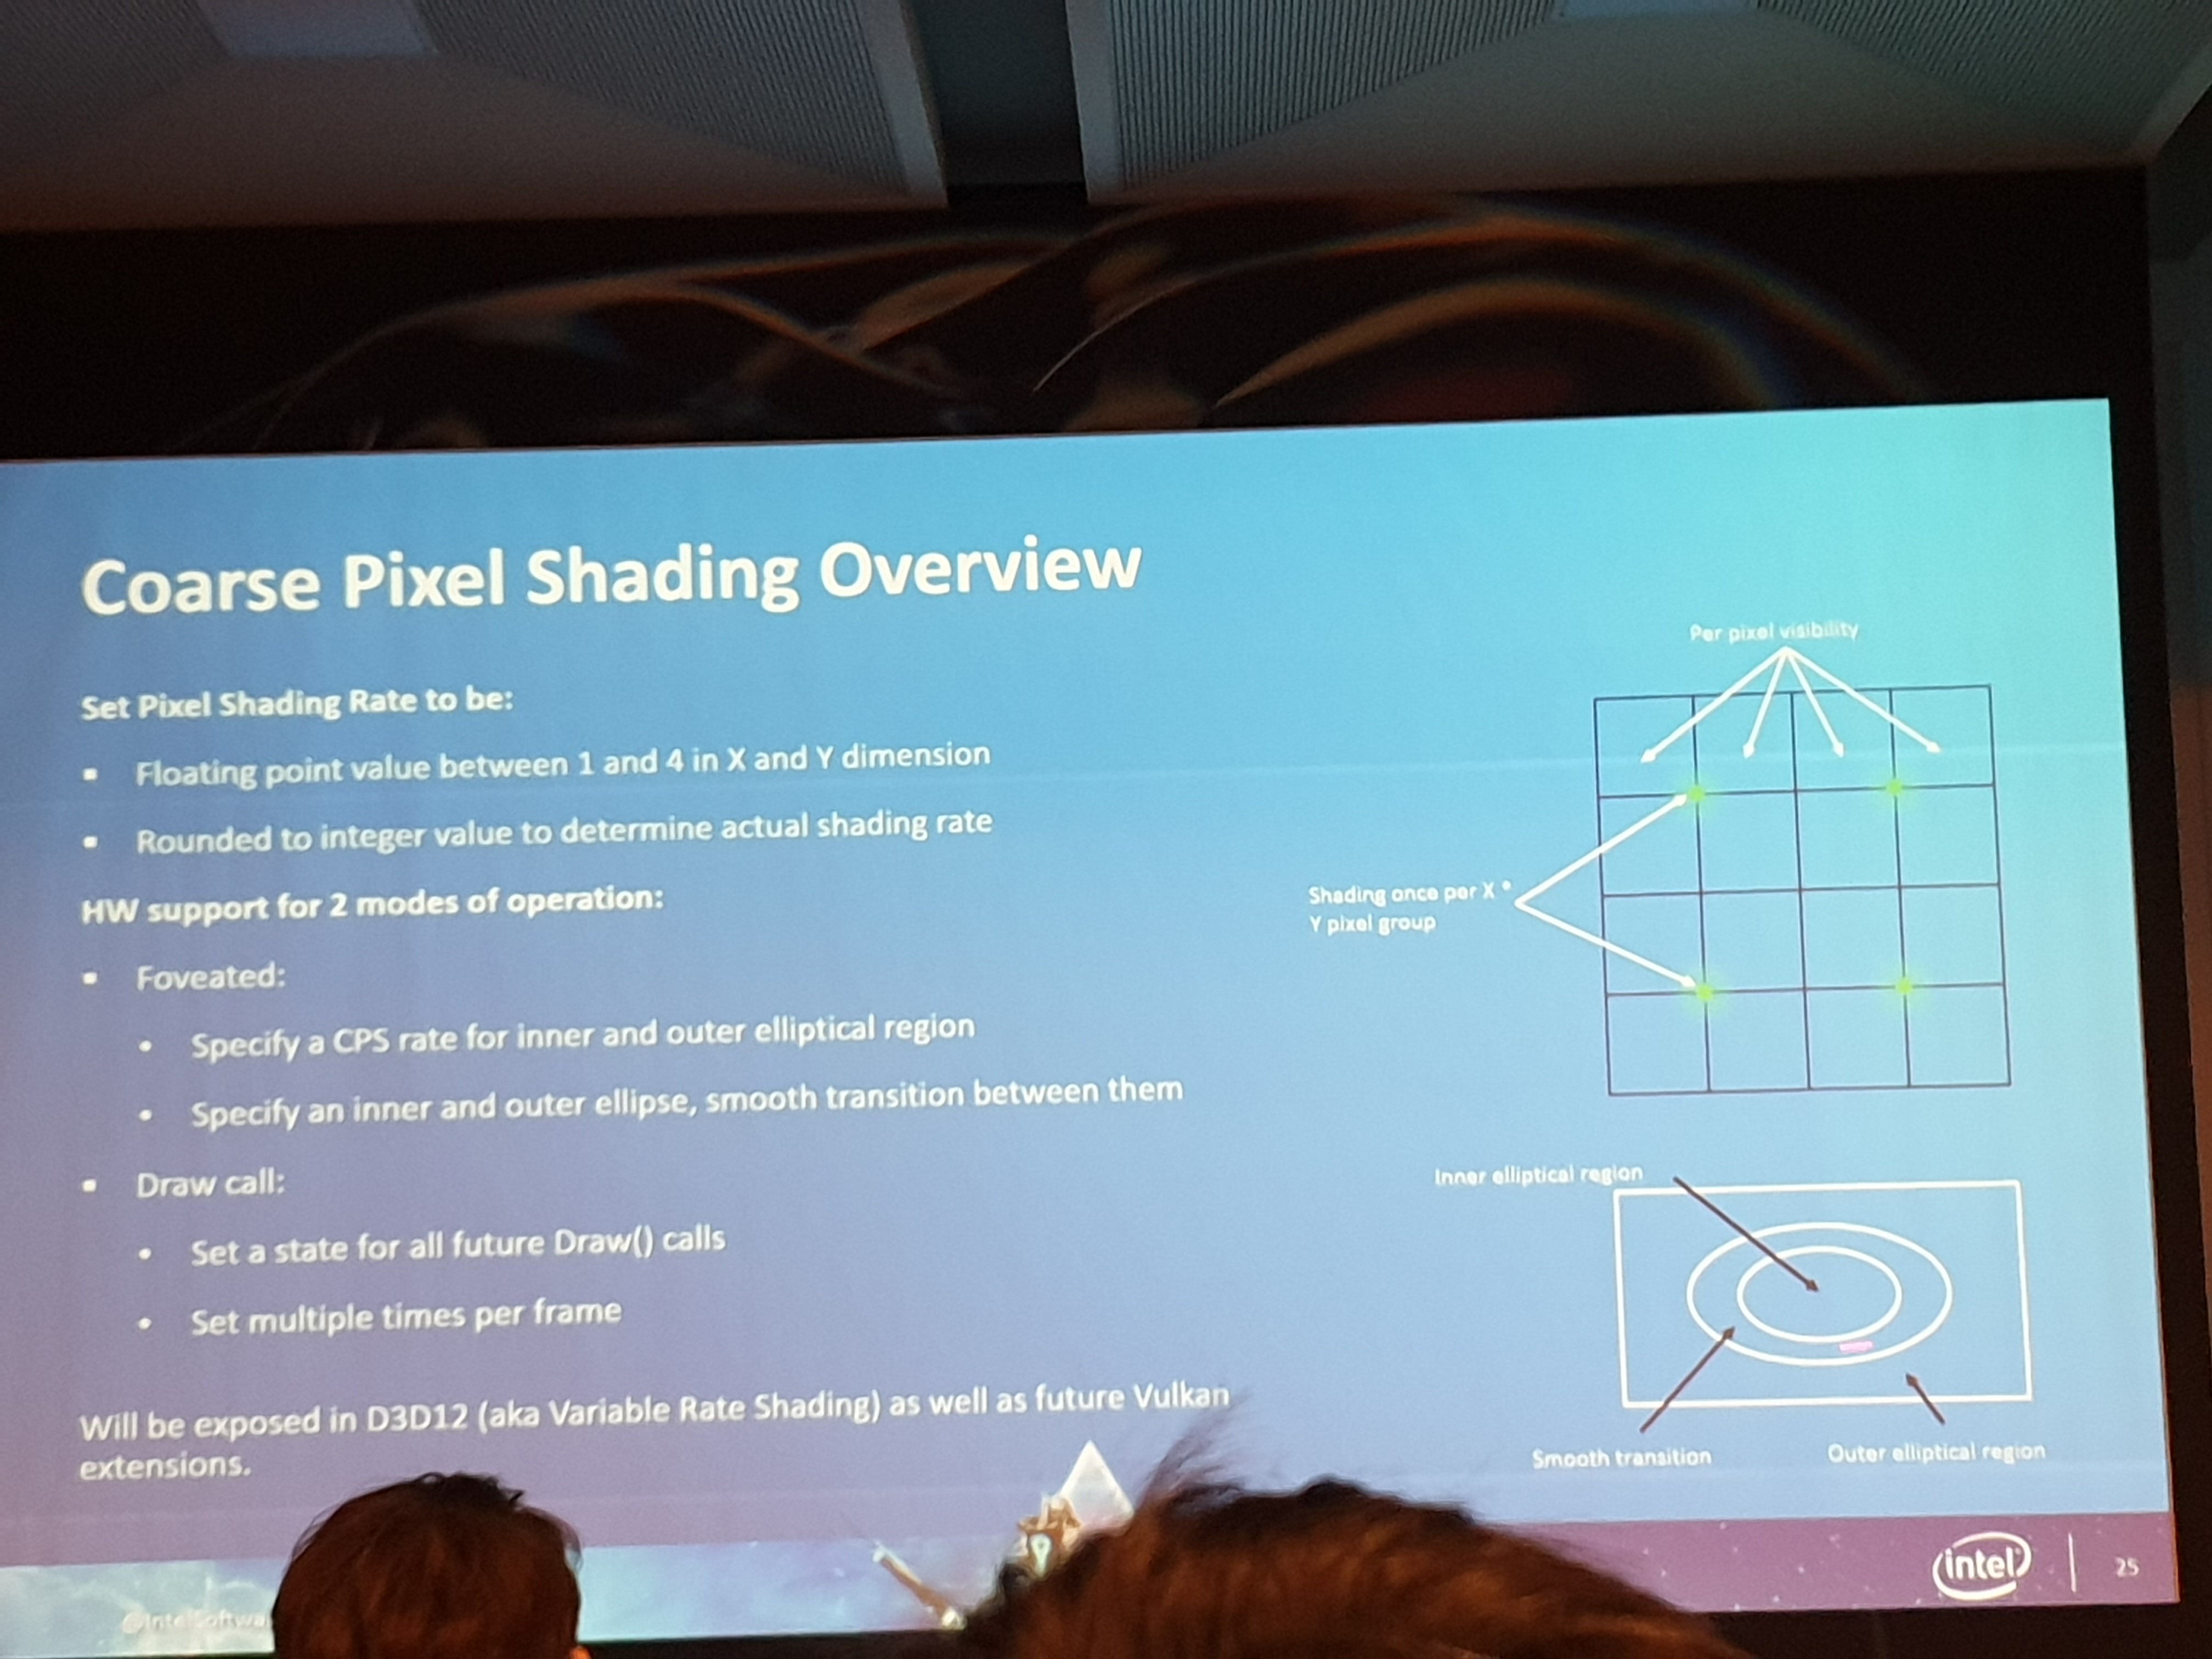 Coarse Pixel Shading Overview
Set Pixel Shading Rate to be:
▪ Floating point value between 1 and 4 in X and Y dimension
▪ Rounded to integer value to determine actual shading rate
HW support for 2 modes of operation:
▪ Foveated:
• Specify a CPS rate for inner and outer elliptical region
• Specify an inner and outer ellipse, smooth transition between them
▪ Draw call:
• Set a state for all future Draw() calls
• Set multiple times per frame
Will be exposed in D3D12 (aka Variable Rate Shading) as well as future Vulkan
extensions.
Per pixel visibility
Shading once per X *
Y pixel group
Inner elliptical region
Smooth transition
Outer elliptical region
intel
25